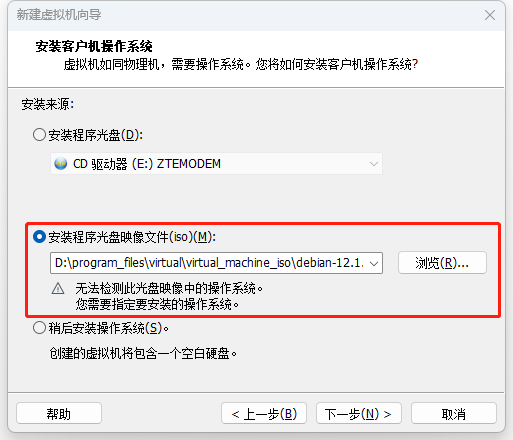 新建虚拟机向导
安装客户机操作系统
虚拟机如同物理机，需要操作系统。您将如何安装客户机操作系统?
安装来源:
安装程序光盘(D):
CD 驱动器 (E:) ZTEMODEM
安装程序光盘映像文件(iso)(M):
D:\program_files\virtual\virtual_machine_iso\debian-12.1.
浏览(R)...
无法检测此光盘映像中的操作系统。
您需要指定要安装的操作系统。
稍后安装操作系统(S)。
创建的虚拟机将包含一个空白硬盘。
帮助
< 上一步(B)
下一步(N) >
取消